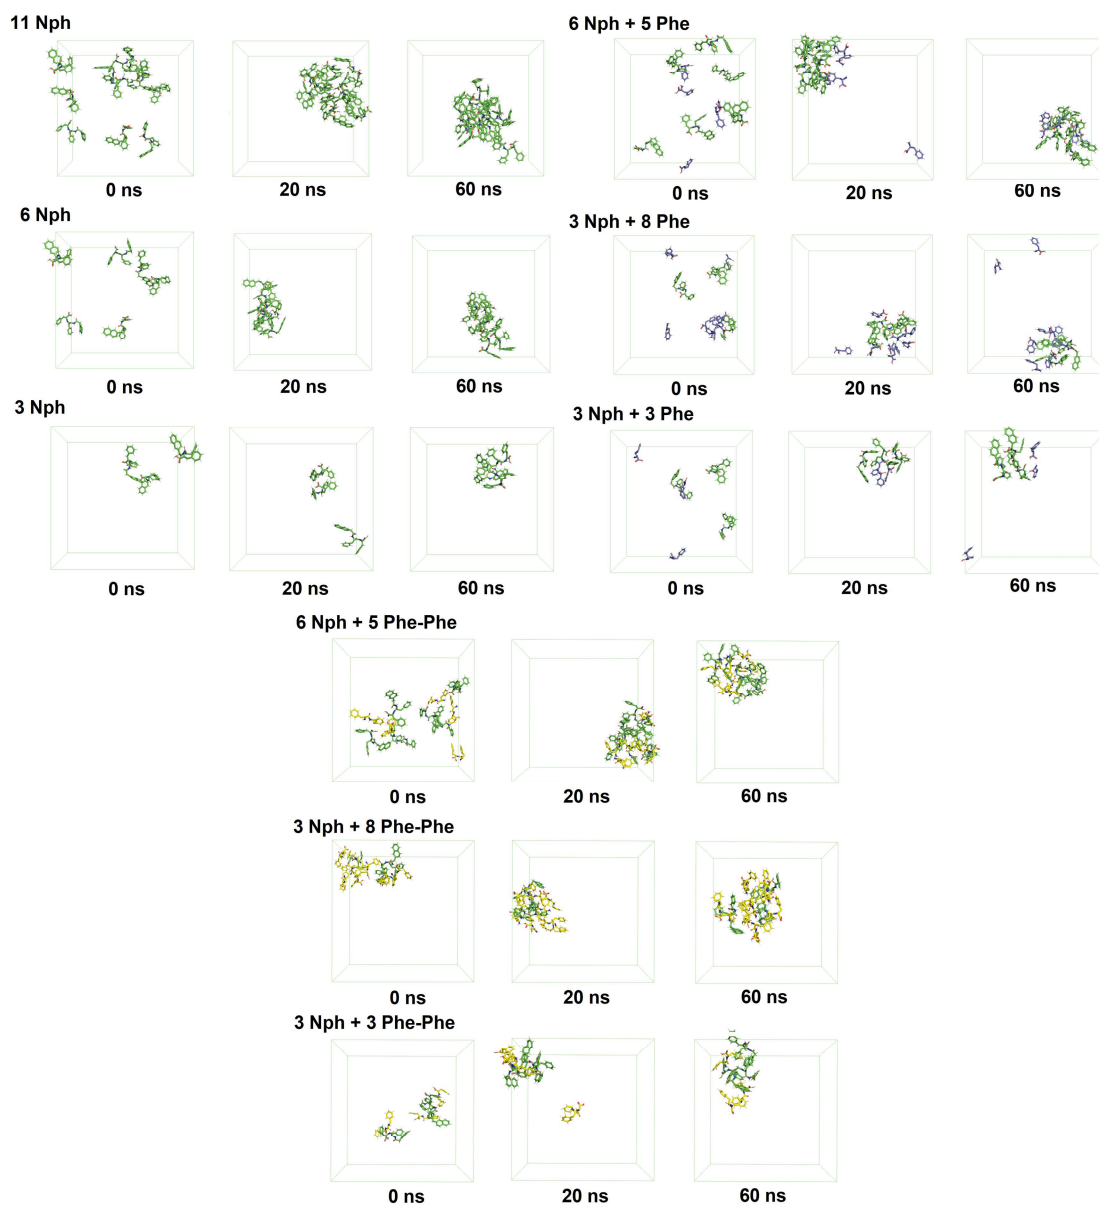 11 Nph
0 ns
20 ns
60 ns
6 Nph + 5 Phe
0 ns
20 ns
60 ns
6 Nph
0 ns
20 ns
60 ns
3 Nph + 8 Phe
0 ns
20 ns
60 ns
3 Nph
0 ns
20 ns
60 ns
3 Nph + 3 Phe
0 ns
20 ns
60 ns
6 Nph + 5 Phe-Phe
0 ns
20 ns
60 ns
3 Nph + 8 Phe-Phe
0 ns
20 ns
60 ns
3 Nph + 3 Phe-Phe
0 ns
20 ns
60 ns